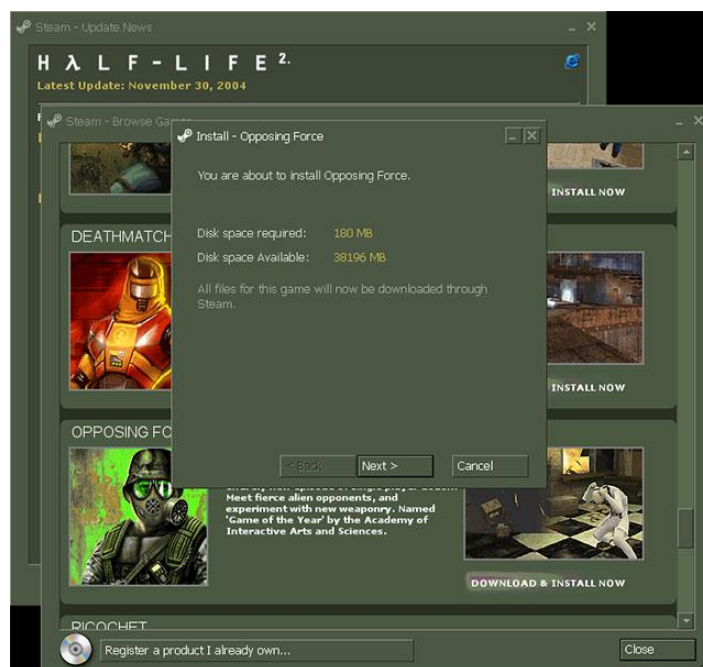 Steam - Update News
HλLF-LIFE²·
Latest Update: November 30, 2004
Steam - Browse Games
Install - Opposing Force
You are about to install Opposing Force.
INSTALL NOW
DEATHMATCH
Disk space required: 180 MB
Disk space Available: 38196 MB
All files for this game will now be downloaded through
Steam.
INSTALL NOW
OPPOSING FO
< Back
Next >
Cancel
Meet fierce alien opponents, and
experiment with new weaponry. Named
'Game of the Year' by the Academy of
Interactive Arts and Sciences.
DOWNLOAD & INSTALL NOW
RICOCHET
Register a product I already own...
Close